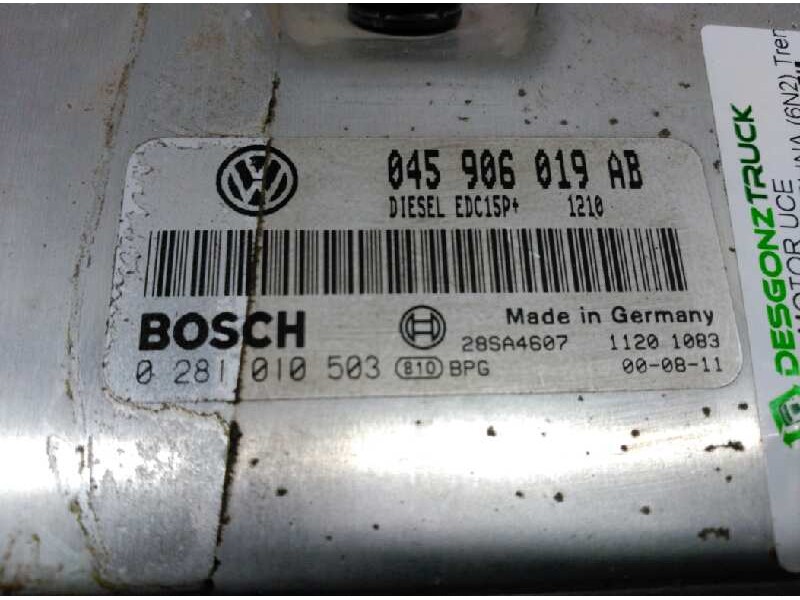 045 906 019 AB
DIESEL EDC15P+ 1210
BOSCH
Made in Germany
28SA4607 1120 1083
0 281 010 503 810 BPG 00-08-11
DESGONZTRUCK
MOTOR UCE
(6N2)